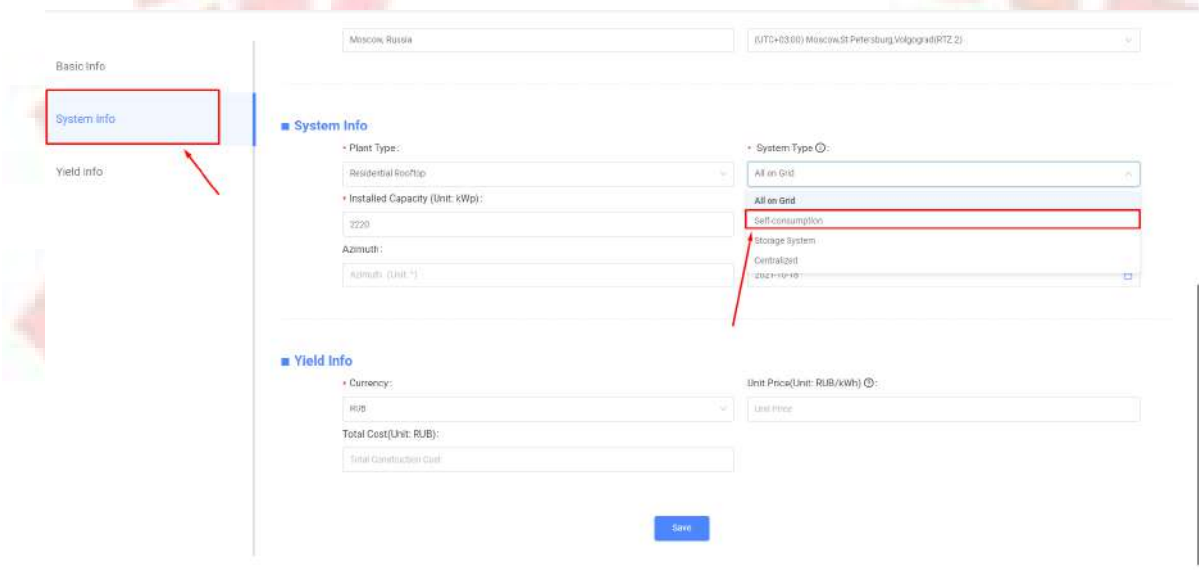 Moscow, Russia
(UTC+03:00) Moscow,St.Petersburg,Volgograd(RTZ 2)
Basic Info
System Info
Yield Info
System Info
* Plant Type:
* System Type
Residential Rooftop
All on Grid
* Installed Capacity (Unit: kWp):
All on Grid
2220
Self-consumption
Azimuth:
Storage System
Centralized
Azimuth (Unit: °)
2021-10-18
Yield Info
* Currency:
Unit Price(Unit: RUB/kWh) :
RUB
Unit Price
Total Cost(Unit: RUB):
Total Construction Cost
Save